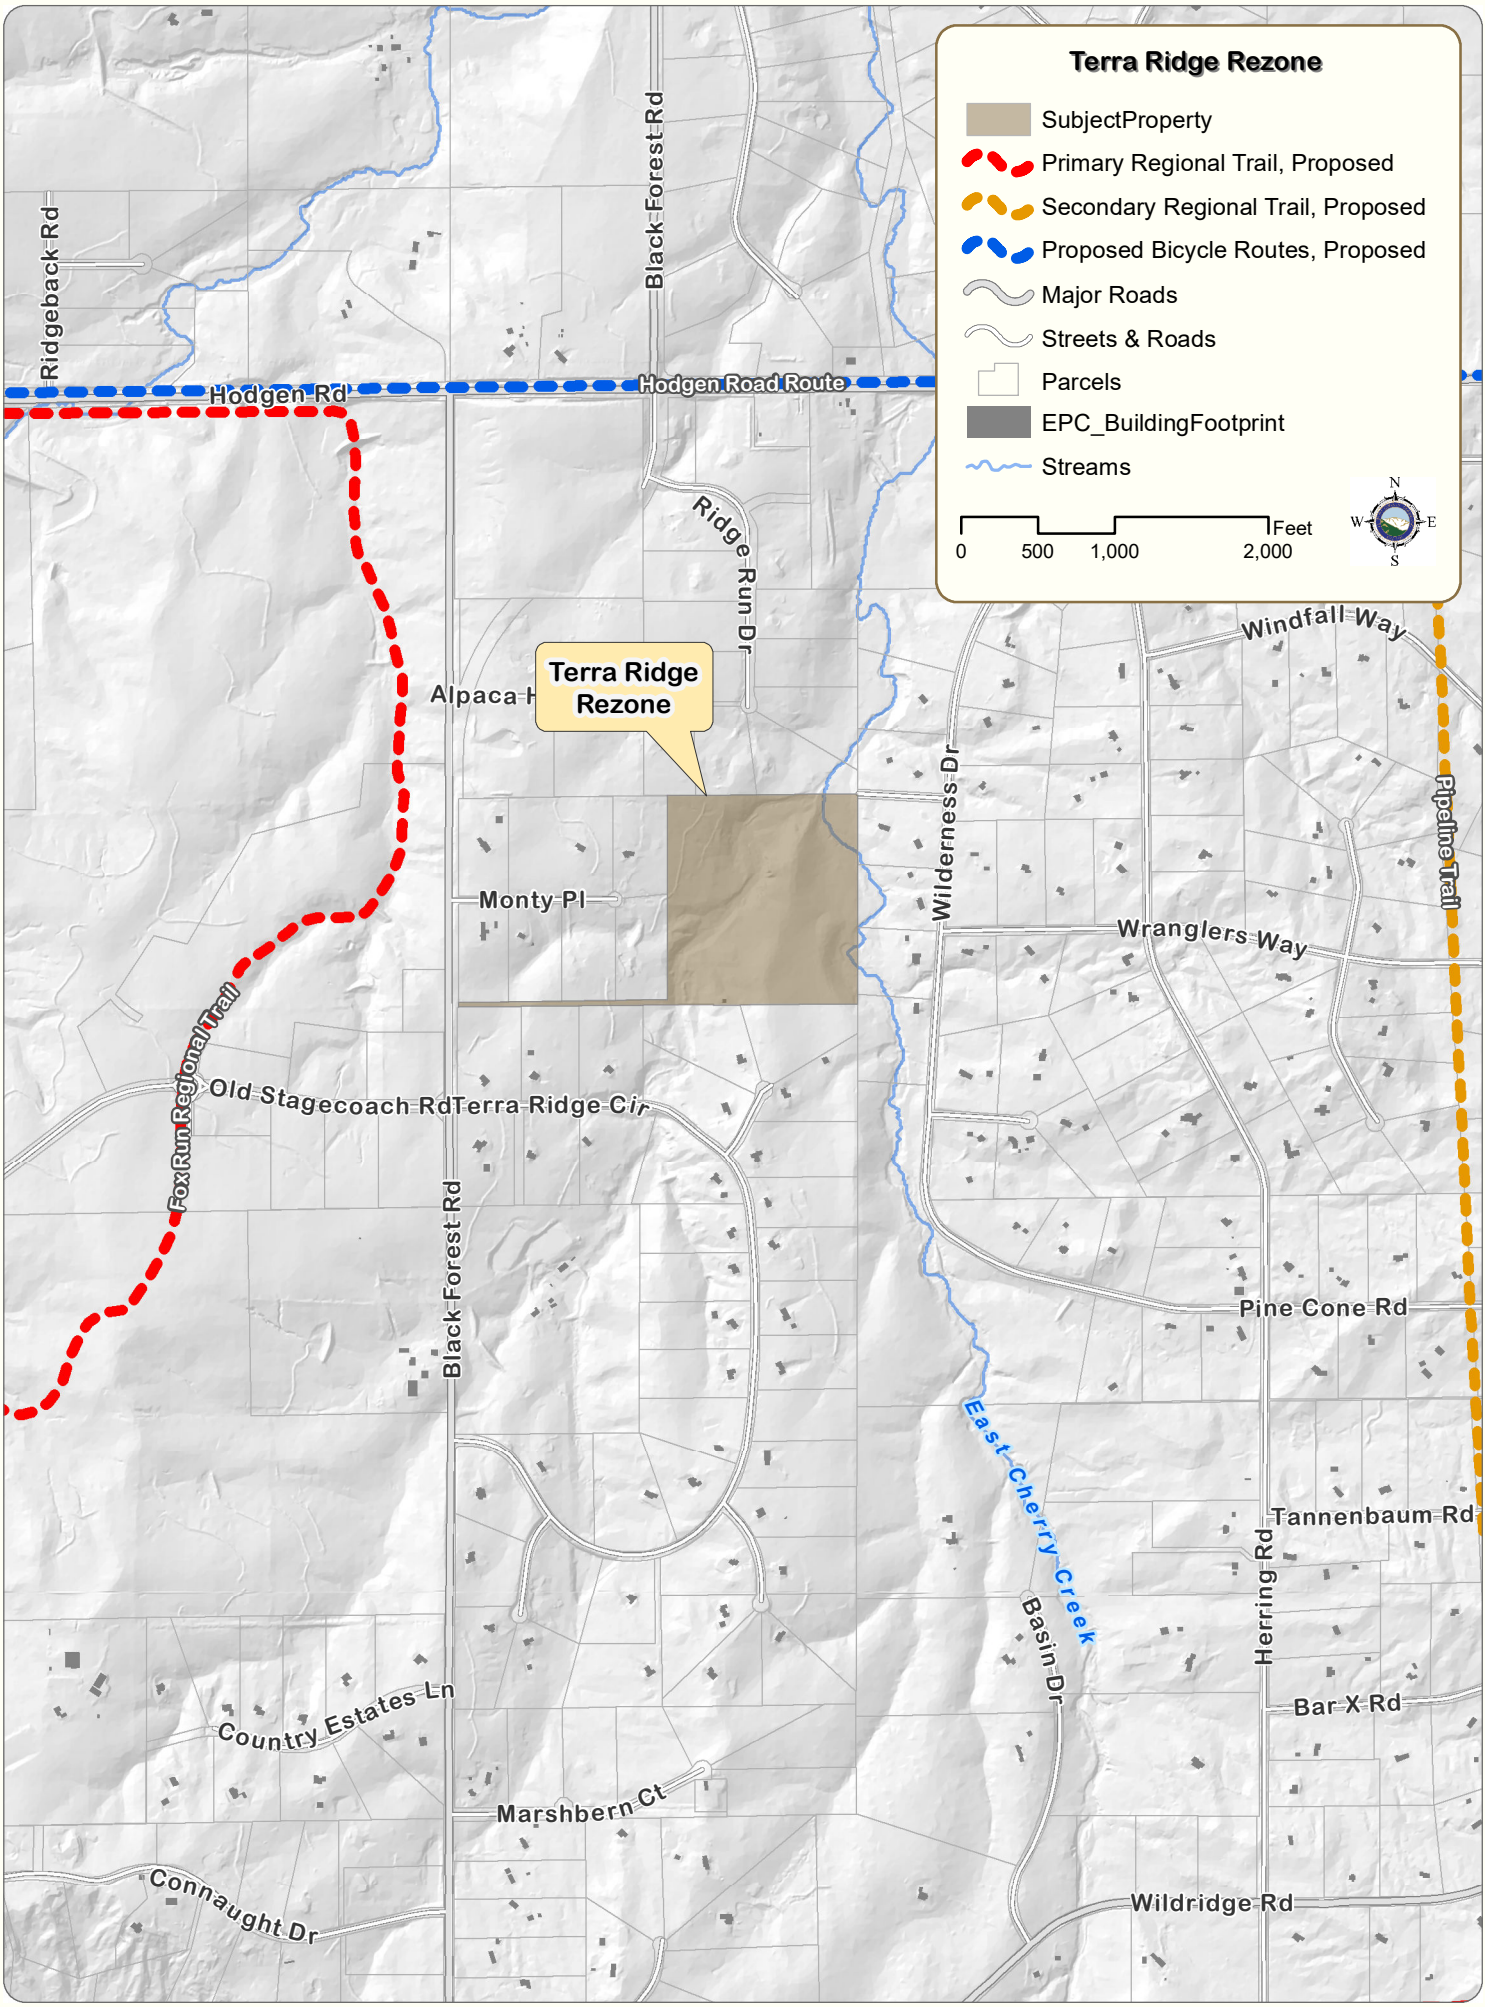 Terra Ridge Rezone
SubjectProperty
Primary Regional Trail, Proposed
Secondary Regional Trail, Proposed
Proposed Bicycle Routes, Proposed
Major Roads
Streets & Roads
Parcels
EPC_BuildingFootprint
Streams
0 500 1,000 2,000 Feet
N
W E
S
Black Forest Rd
Ridgeback Rd
Hodgen Rd
Hodgen Road Route
Ridge Run Dr
Windfall Way
Terra Ridge
Rezone
Alpaca
Wilderness Dr
Pipeline Trail
Monty Pl
Wranglers Way
Fox Run Regional Trail
Old Stagecoach Rd
Terra Ridge Cir
Black Forest Rd
Pine Cone Rd
East Cherry Creek
Tannenbaum Rd
Herring Rd
Basin Dr
Country Estates Ln
Bar X Rd
Marshbern Ct
Connaught Dr
Wildridge Rd